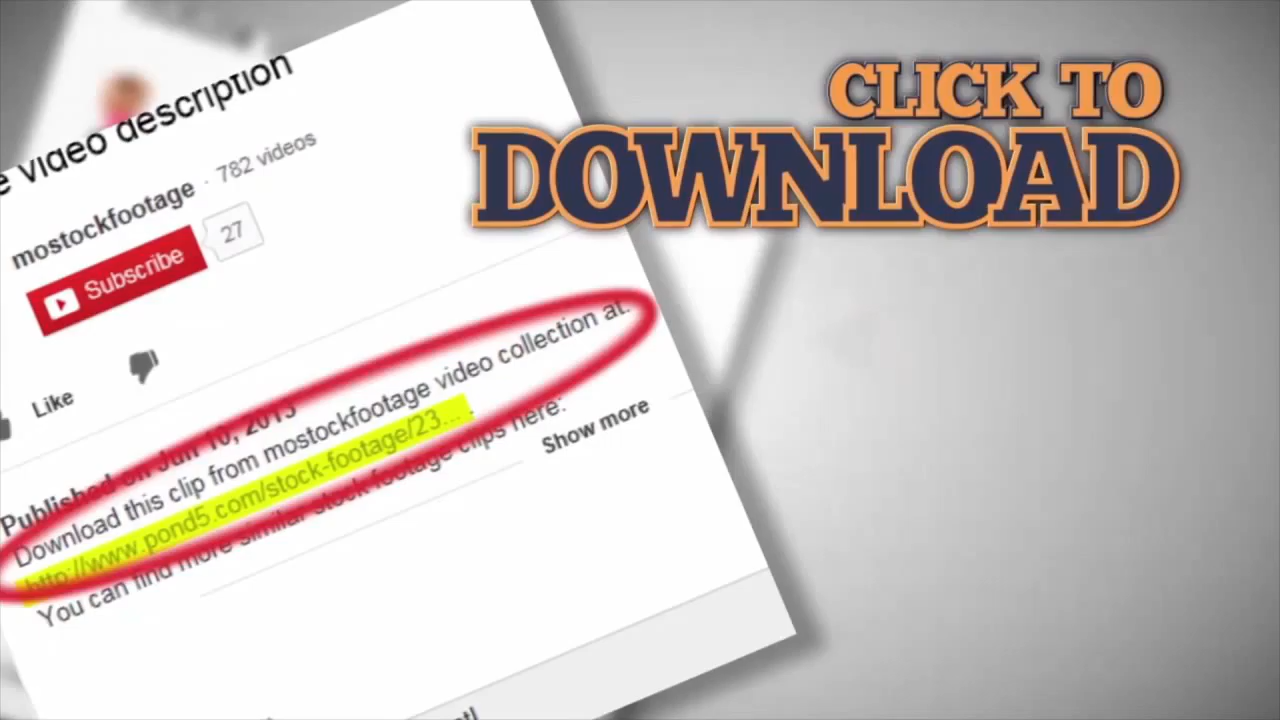 CLICK TO
DOWNLOAD
video description
mostockfootage · 782 videos
Subscribe 27
Like
Published on Jun 10, 2013
Download this clip from mostockfootage video collection at:
http://www.pond5.com/stock-footage/23... .
You can find more similar stock footage clips here:
Show more